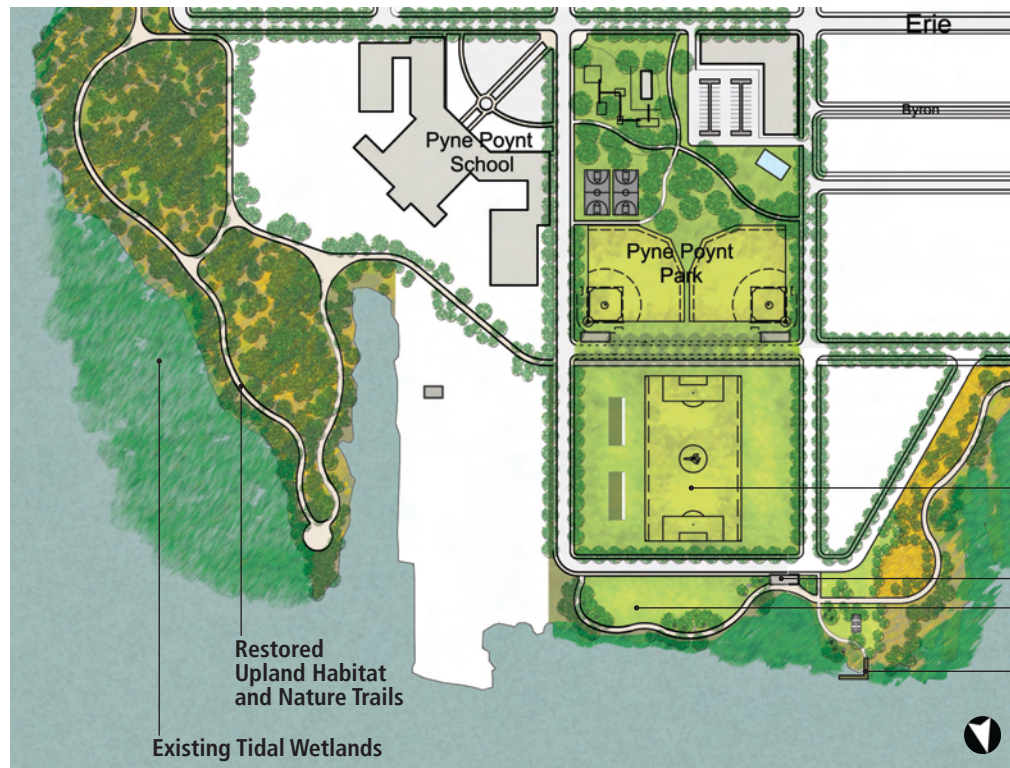 Erie
Byron
Pyne Poynt
School
Pyne Poynt
Park
Restored
Upland Habitat
and Nature Trails
Existing Tidal Wetlands